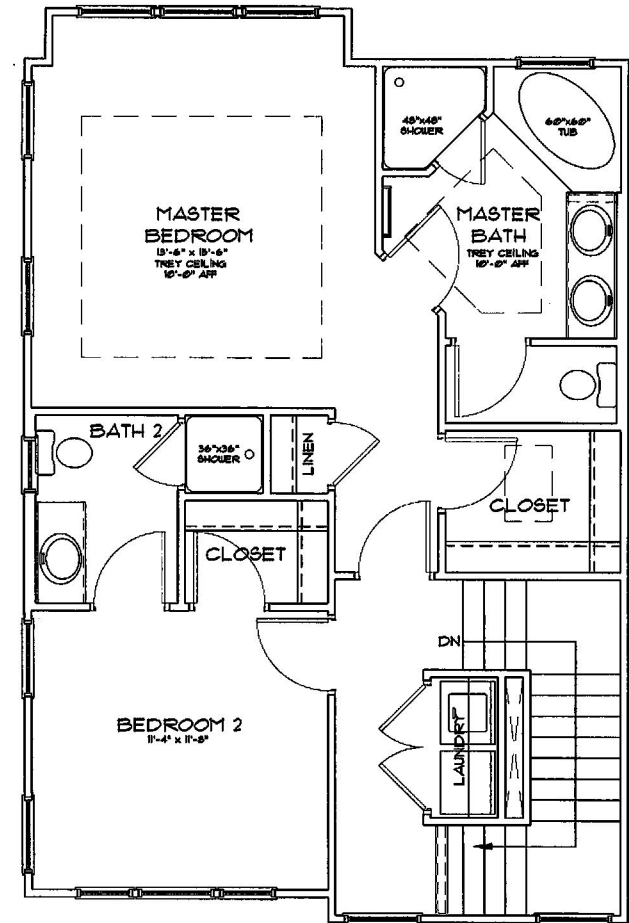 48"x48"
SHOWER
60"x60"
TUB
MASTER
BEDROOM
15'-6" x 15'-6"
TREY CEILING
10'-0" AFF
MASTER
BATH
TREY CEILING
10'-0" AFF
BATH 2
36"x36"
SHOWER
LINEN
CLOSET
CLOSET
DN
LAUNDRY
BEDROOM 2
11'-4" x 11'-8"